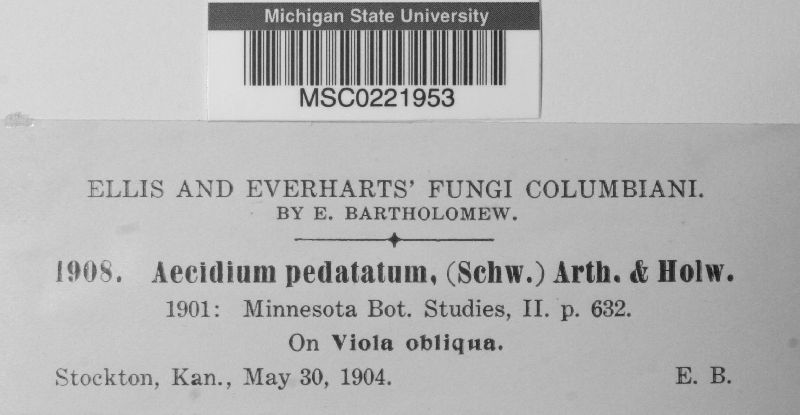 Michigan State University
MSC0221953
ELLIS AND EVERHARTS' FUNGI COLUMBIANI.
BY E. BARTHOLOMEW.
1908. Aecidium pedatatum, (Schw.) Arth. & Holw.
1901: Minnesota Bot. Studies, II. p. 632.
On Viola obliqua.
Stockton, Kan., May 30, 1904. E. B.